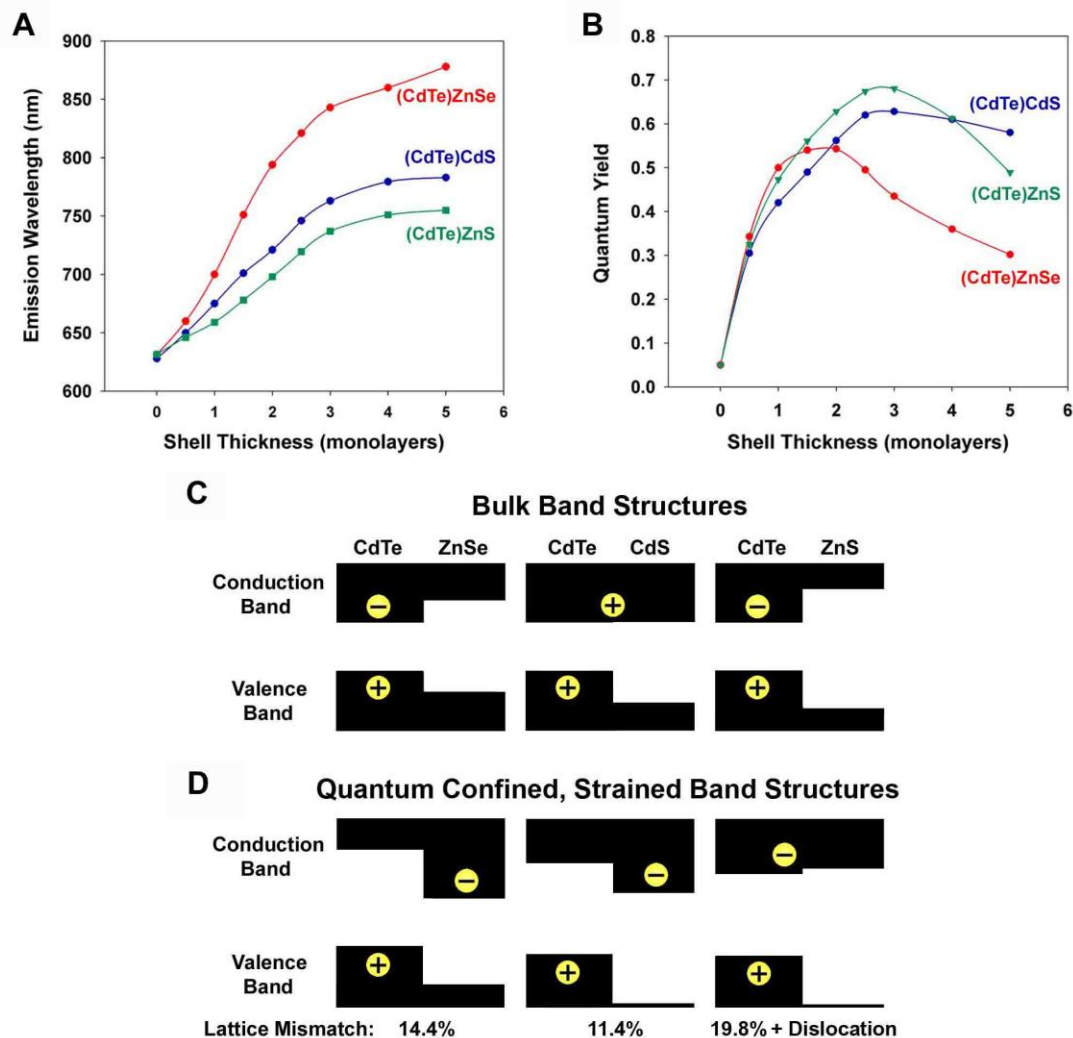 A
900
850
800
750
700
650
600
Emission Wavelength (nm)
(CdTe)ZnSe
(CdTe)CdS
(CdTe)ZnS
0 1 2 3 4 5 6
Shell Thickness (monolayers)
B
0.8
0.7
0.6
0.5
0.4
0.3
0.2
0.1
0.0
Quantum Yield
(CdTe)CdS
(CdTe)ZnS
(CdTe)ZnSe
0 1 2 3 4 5 6
Shell Thickness (monolayers)
C
Bulk Band Structures
CdTe ZnSe CdTe CdS CdTe ZnS
Conduction
Band
− + −
Valence
Band
+ + +
D
Quantum Confined, Strained Band Structures
Conduction
Band
− − −
Valence
Band
+ + +
Lattice Mismatch: 14.4% 11.4% 19.8% + Dislocation